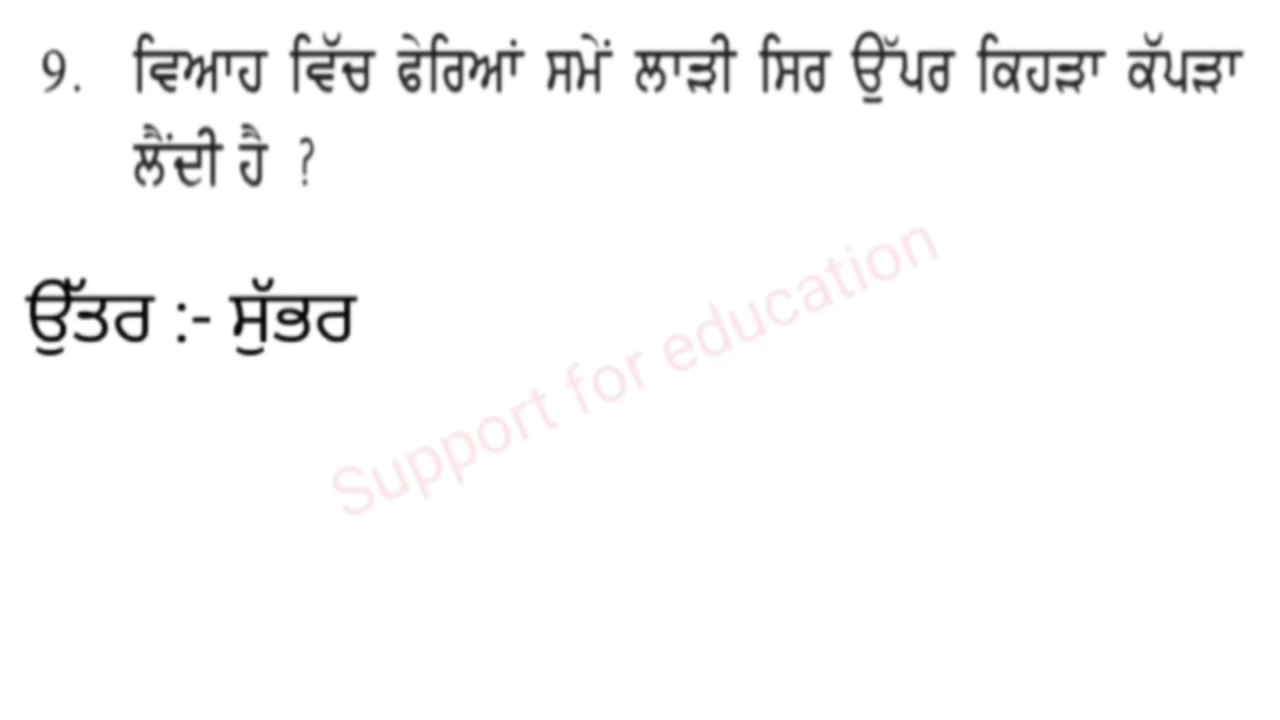 9. ਵਿਆਹ ਵਿੱਚ ਫੇਰਿਆਂ ਸਮੇਂ ਲਾੜੀ ਸਿਰ ਉੱਪਰ ਕਿਹੜਾ ਕੱਪੜਾ
ਲੈਂਦੀ ਹੈ ?
ਉੱਤਰ :- ਸੁੱਭਰ
Support for education